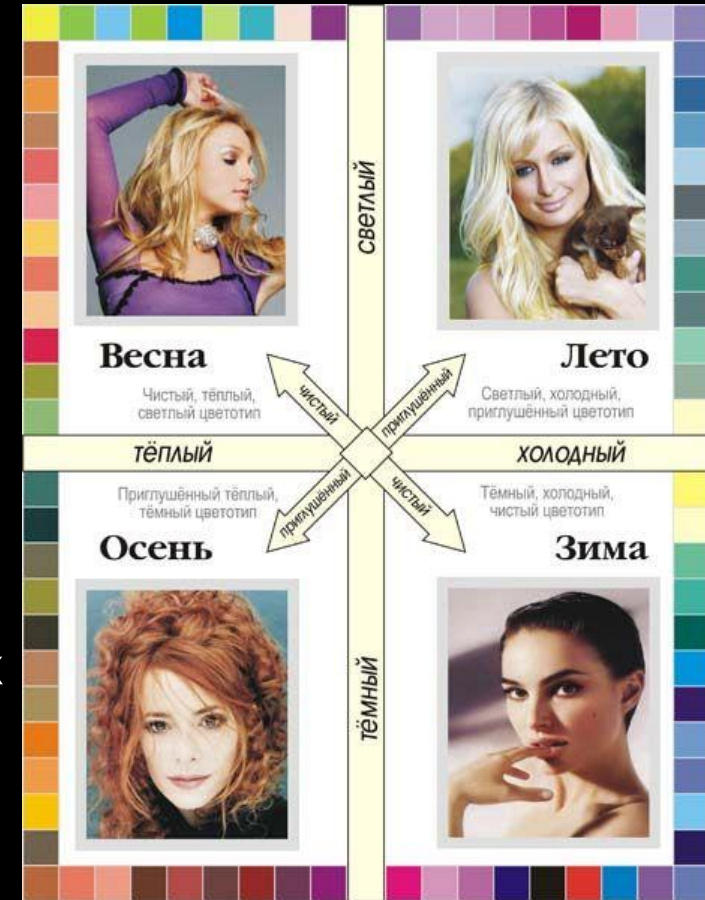 светлый
Весна
Лето
Чистый, тёплый,
светлый цветотип
Светлый, холодный,
приглушённый цветотип
чистый
приглушённый
тёплый
холодный
Приглушённый тёплый,
тёмный цветотип
Тёмный, холодный,
чистый цветотип
приглушённый
чистый
Осень
Зима
тёмный